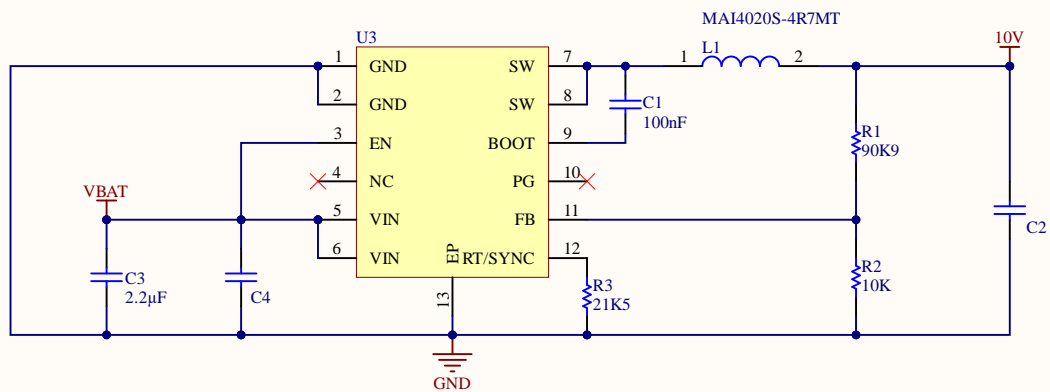 MAI4020S-4R7MT
U3
L1
10V
1 GND SW 7 1 2
2 GND SW 8
C1
100nF
3 EN BOOT 9
R1
90K9
4 NC PG 10
VBAT
5 VIN FB 11
C2
6 VIN EP RT/SYNC 12
C3
2.2µF
C4
13
R3
21K5
R2
10K
GND